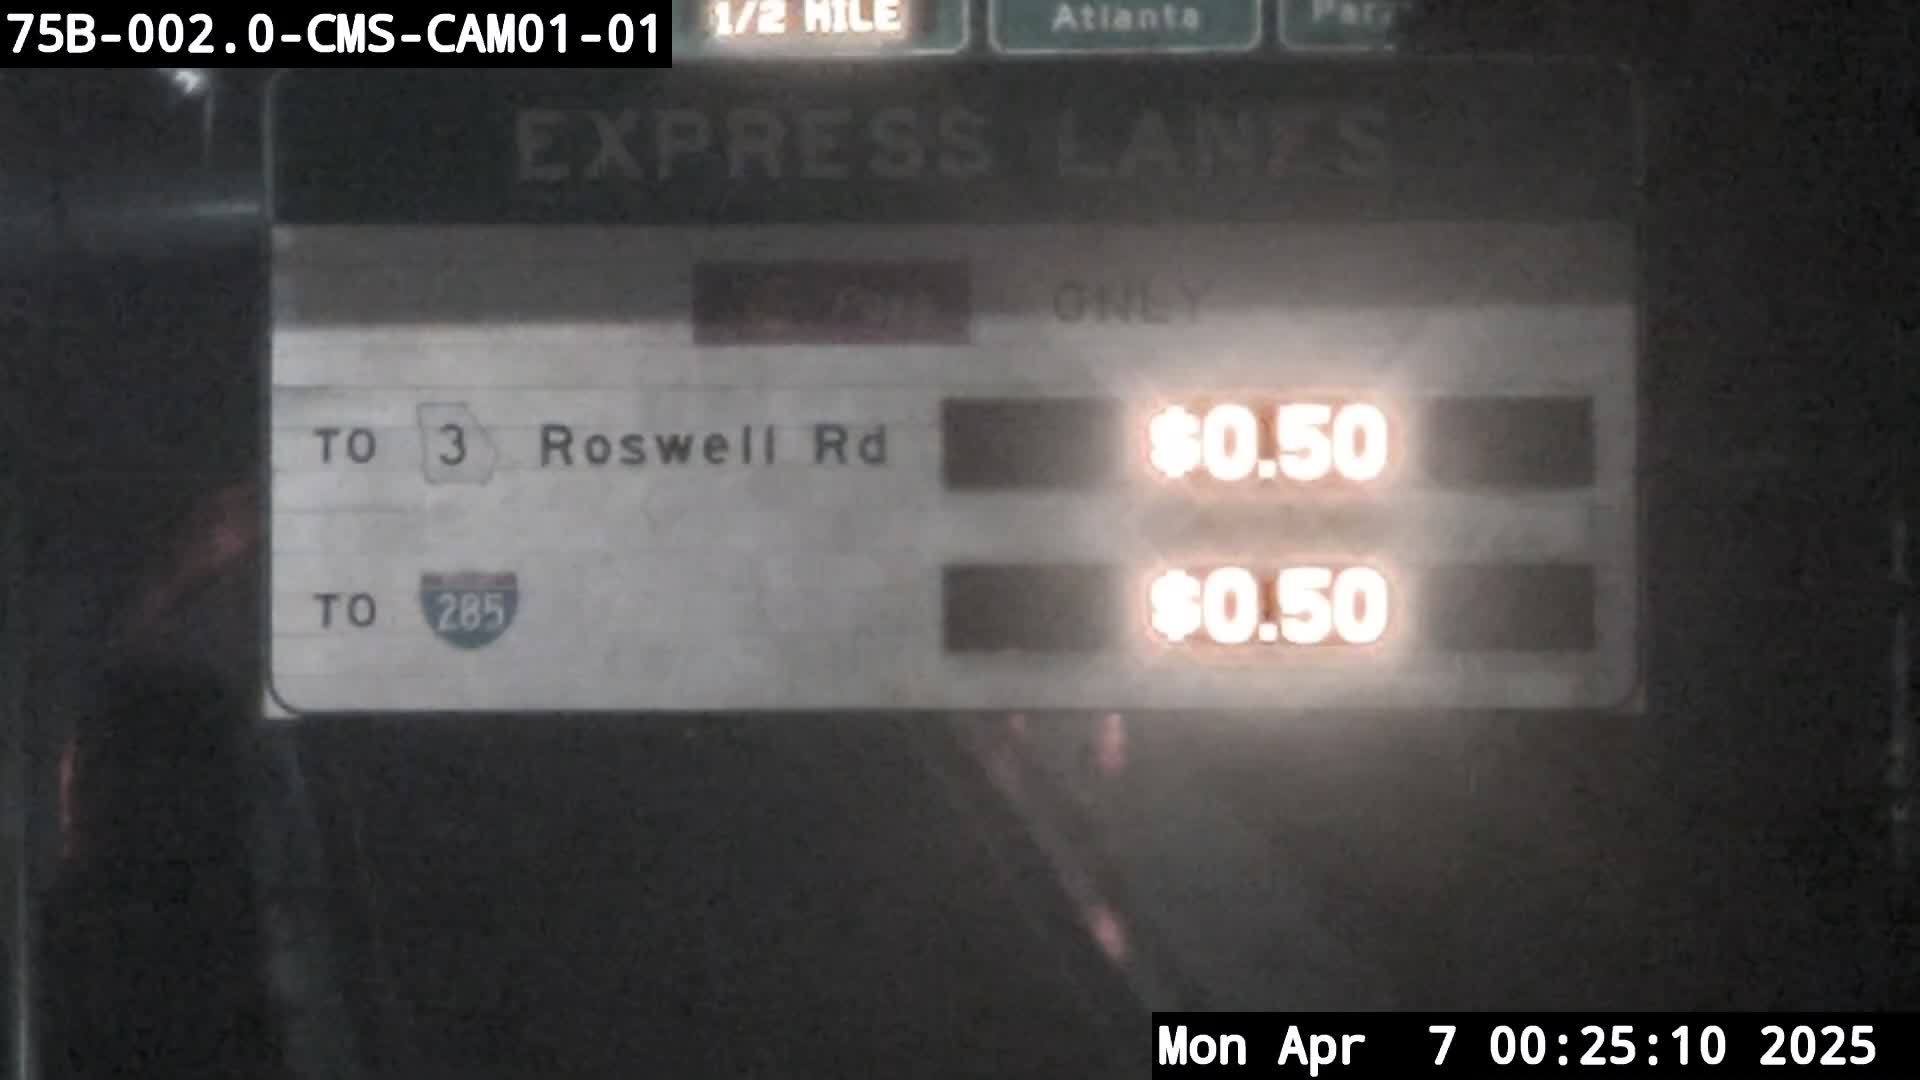 75B-002.0-CMS-CAM01-01
1/2 MILE
Atlanta
EXPRESS LANES
ONLY
TO 3 Roswell Rd $0.50
TO 285 $0.50
Mon Apr 7 00:25:10 2025